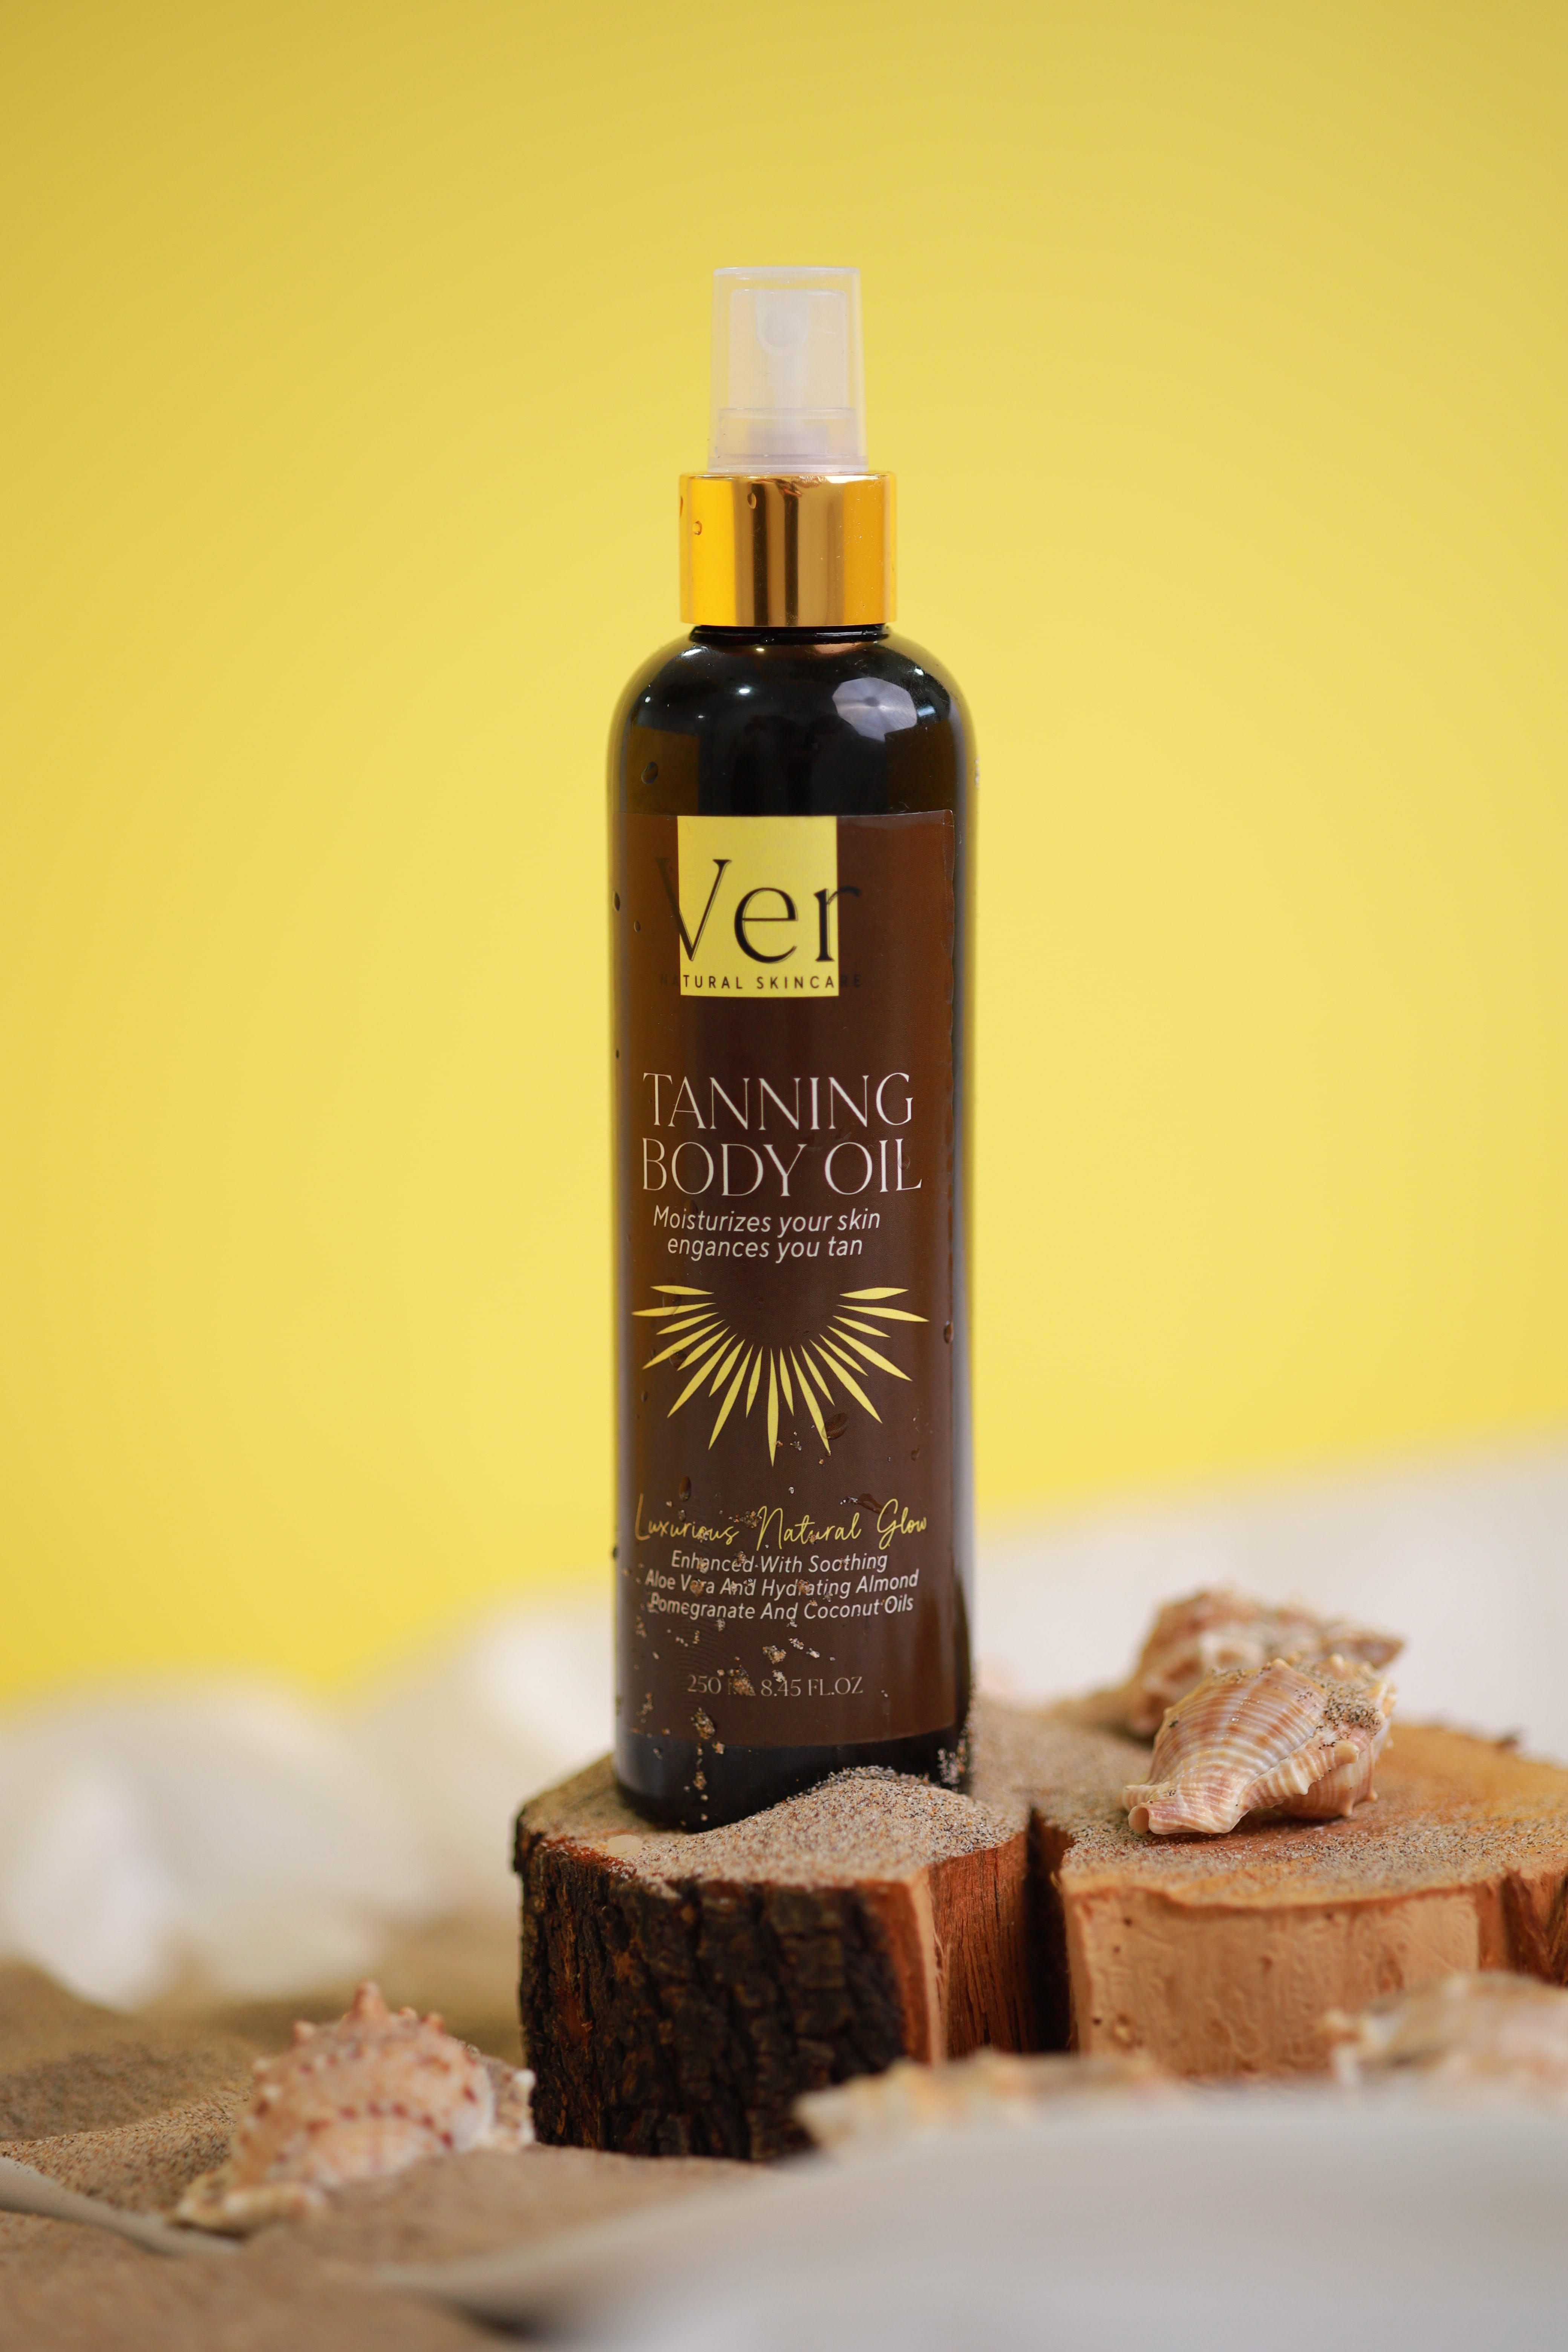 Ver
NATURAL SKINCARE
TANNING
BODY OIL
Moisturizes your skin
engances you tan
Luxurious Natural Glow
Enhanced With Soothing
Aloe Vera And Hydrating Almond
Pomegranate And Coconut Oils
250 8.45 FL.OZ